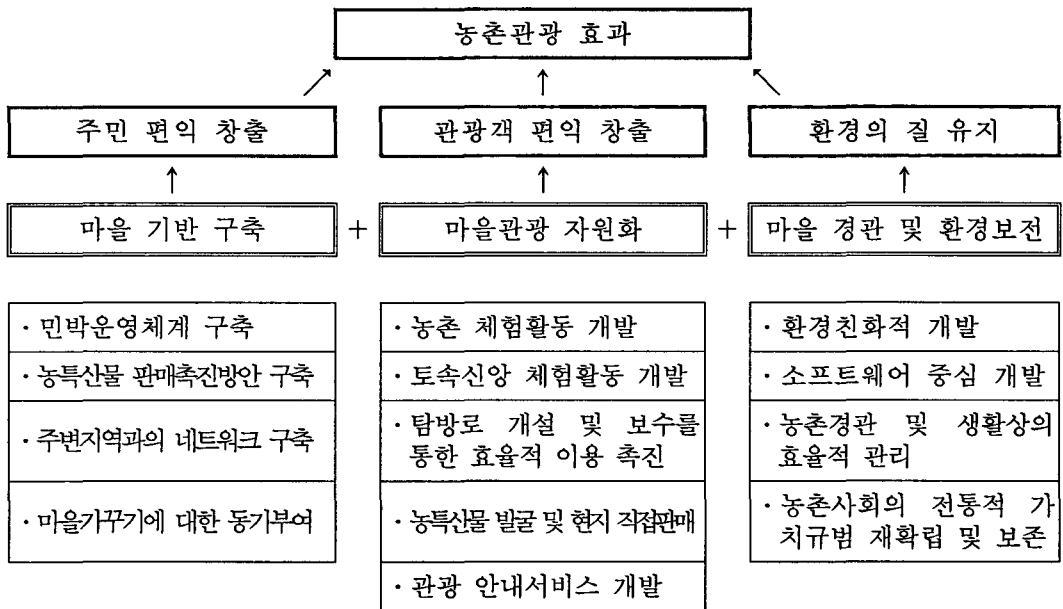 농촌관광 효과
↗ ↑ ↖
주민 편익 창출
관광객 편익 창출
환경의 질 유지
↑ ↑ ↑
마을 기반 구축 + 마을관광 자원화 + 마을 경관 및 환경보전
· 민박운영체계 구축
· 농특산물 판매촉진방안 구축
· 주변지역과의 네트워크 구축
· 마을가꾸기에 대한 동기부여
· 농촌 체험활동 개발
· 토속신앙 체험활동 개발
· 탐방로 개설 및 보수를
통한 효율적 이용 촉진
· 농특산물 발굴 및 현지 직접판매
· 관광 안내서비스 개발
· 환경친화적 개발
· 소프트웨어 중심 개발
· 농촌경관 및 생활상의
효율적 관리
· 농촌사회의 전통적 가
치규범 재확립 및 보존